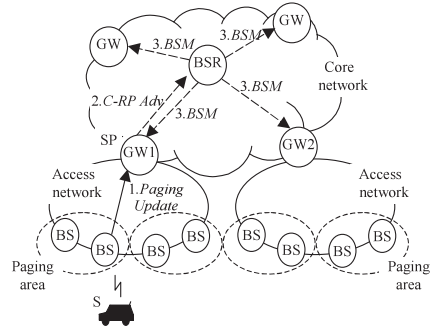 GW
3.BSM
GW
3.BSM
BSR
Core
network
2.C-RP Adv.
3.BSM
3.BSM
SP
GW1
GW2
Access
network
1.Paging
Update
Access
network
BS
BS
BS
BS
BS
BS
BS
BS
Paging
area
Paging
area
S